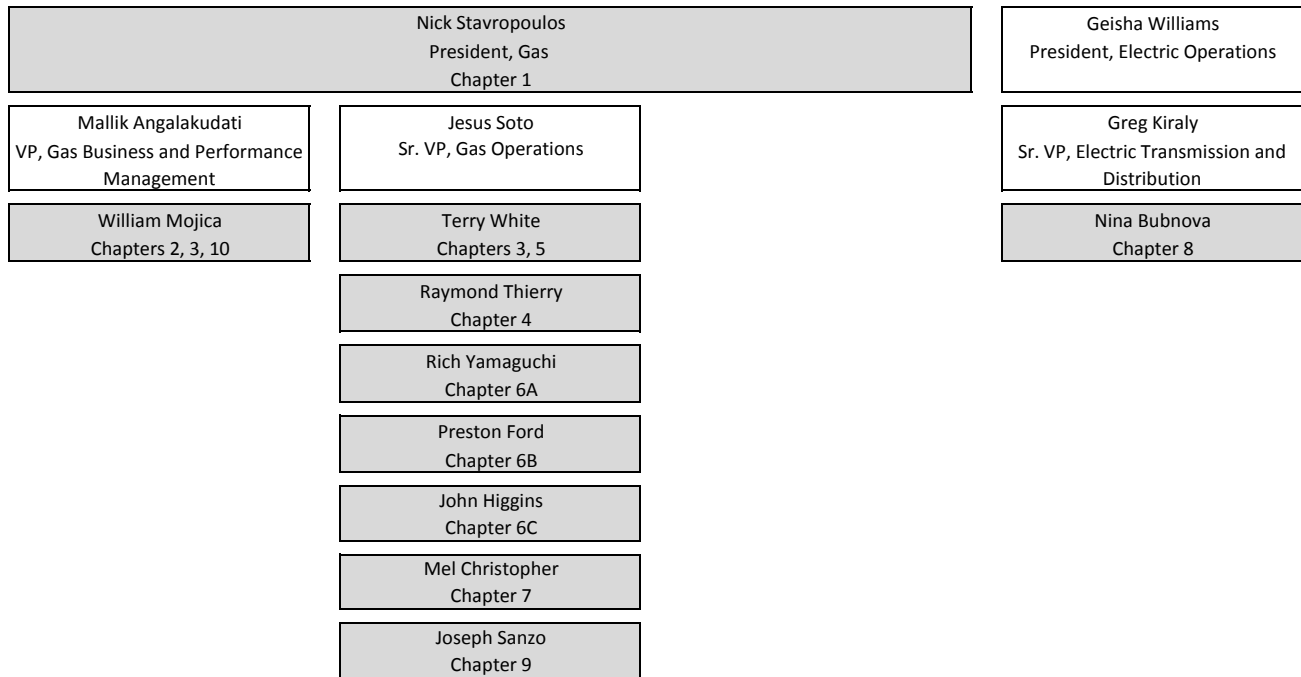 Nick Stavropoulos
President, Gas
Chapter 1
Geisha Williams
President, Electric Operations
Mallik Angalakudati
VP, Gas Business and Performance
Management
Jesus Soto
Sr. VP, Gas Operations
Greg Kiraly
Sr. VP, Electric Transmission and
Distribution
William Mojica
Chapters 2, 3, 10
Terry White
Chapters 3, 5
Nina Bubnova
Chapter 8
Raymond Thierry
Chapter 4
Rich Yamaguchi
Chapter 6A
Preston Ford
Chapter 6B
John Higgins
Chapter 6C
Mel Christopher
Chapter 7
Joseph Sanzo
Chapter 9